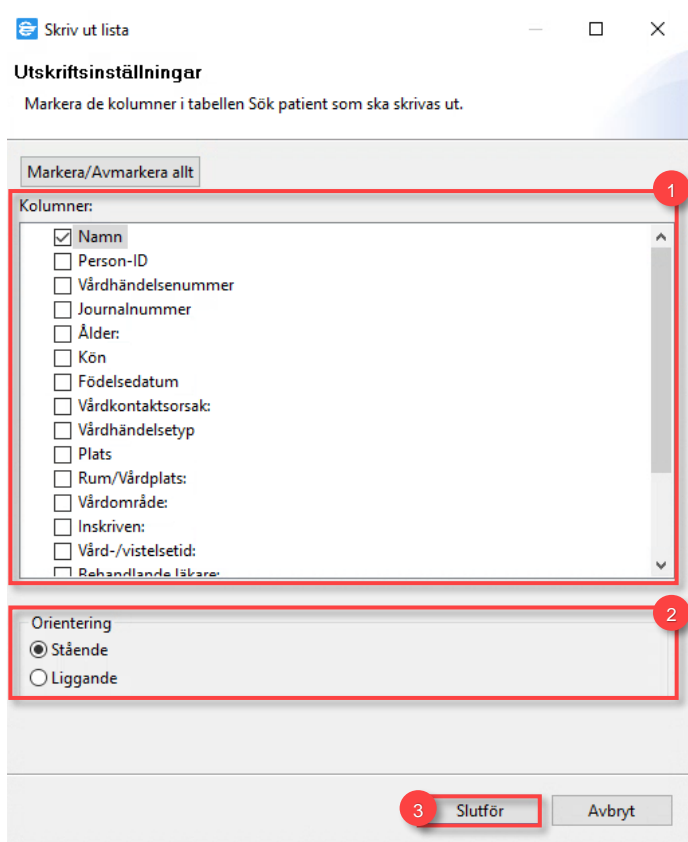 Skriv ut lista
Utskriftsinställningar
Markera de kolumner i tabellen Sök patient som ska skrivas ut.
Markera/Avmarkera allt
1
Kolumner:
Namn
Person-ID
Vårdhändelsenummer
Journalnummer
Ålder:
Kön
Födelsedatum
Vårdkontaktsorsak:
Vårdhändelsetyp
Plats
Rum/Vårdplats:
Vårdområde:
Inskriven:
Vård-/vistelsetid:
Behandlande läkare:
2
Orientering
Stående
Liggande
3 Slutför Avbryt